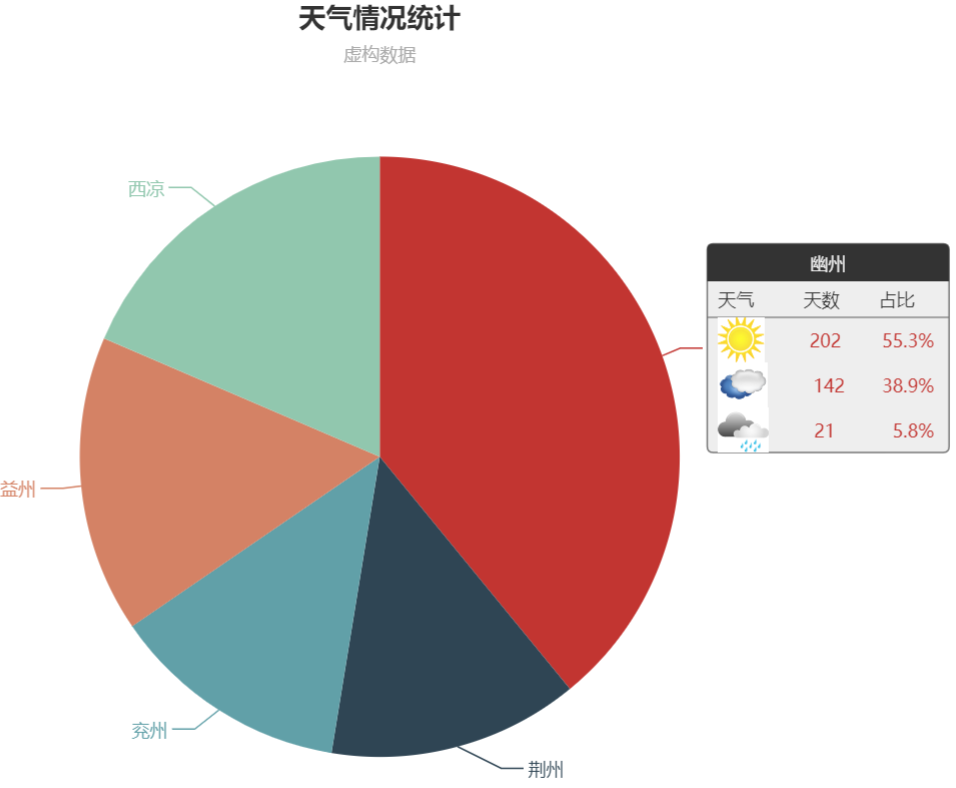 天气情况统计
虚构数据
西凉
幽州
天气 天数 占比
202 55.3%
142 38.9%
21 5.8%
益州
兖州
荆州